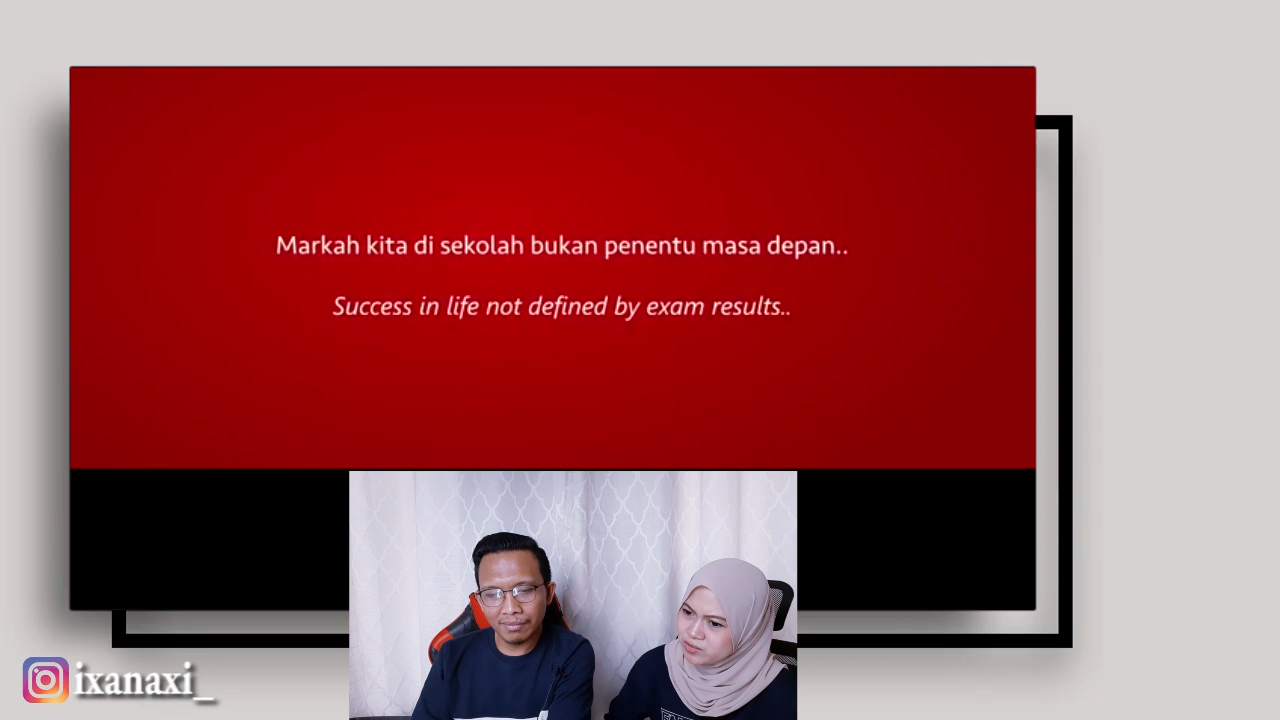 Markah kita di sekolah bukan penentu masa depan..
Success in life not defined by exam results..
ixanaxi_